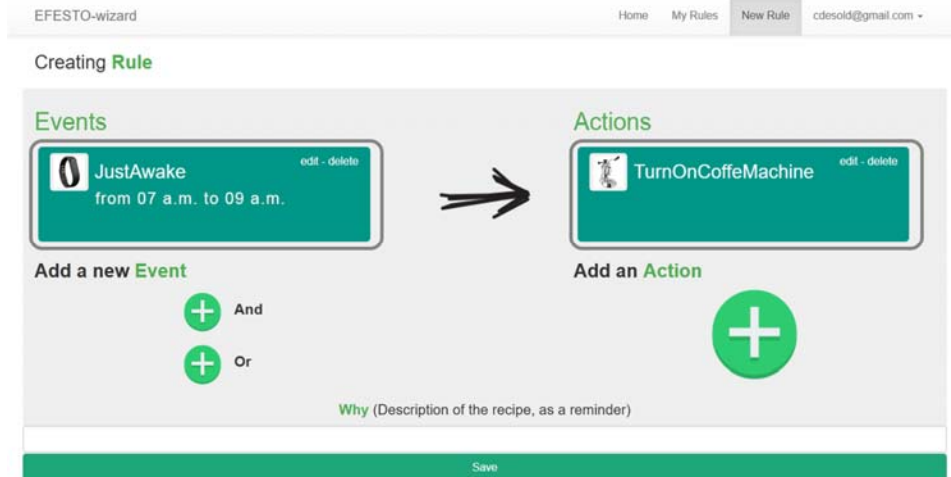 EFESTO-wizard Home My Rules New Rule cdesold@gmail.com
Creating Rule
Events Actions
JustAwake edit - delete TurnOnCoffeMachine edit - delete
from 07 a.m. to 09 a.m.
Add a new Event Add an Action
And
Or
Why (Description of the recipe, as a reminder)
Save